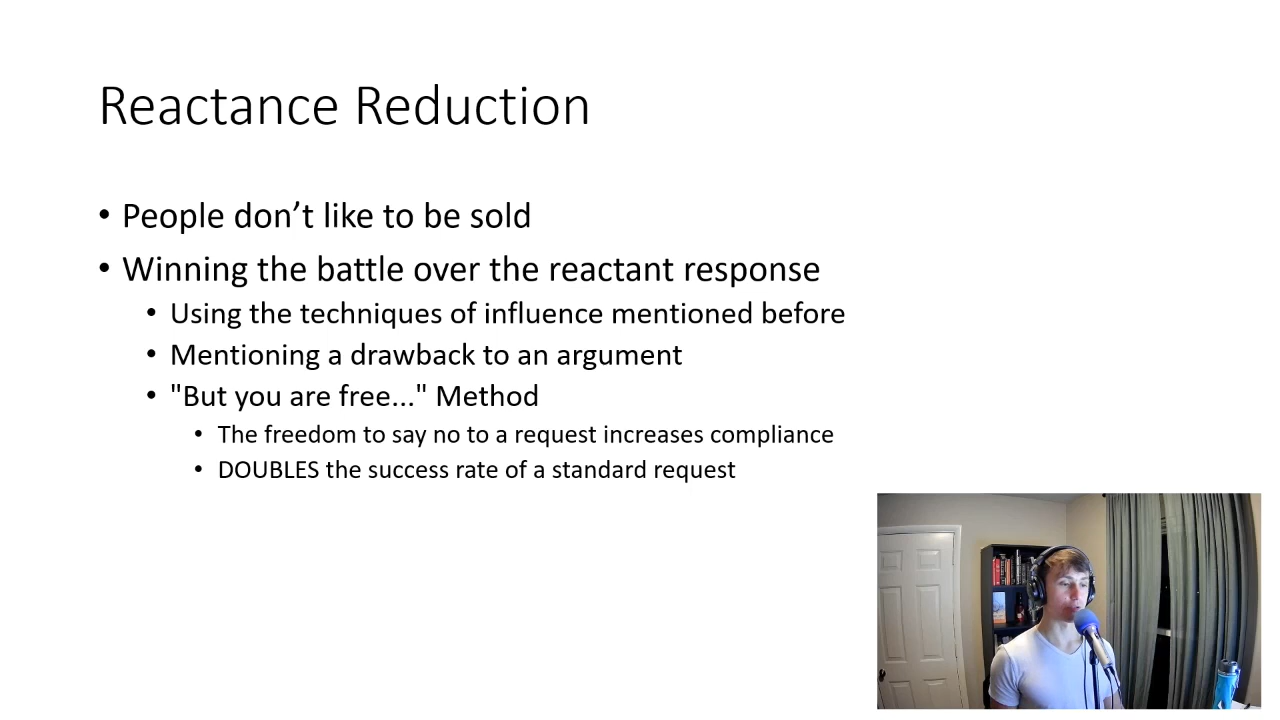 Reactance Reduction
• People don’t like to be sold
• Winning the battle over the reactant response
• Using the techniques of influence mentioned before
• Mentioning a drawback to an argument
• "But you are free..." Method
• The freedom to say no to a request increases compliance
• DOUBLES the success rate of a standard request